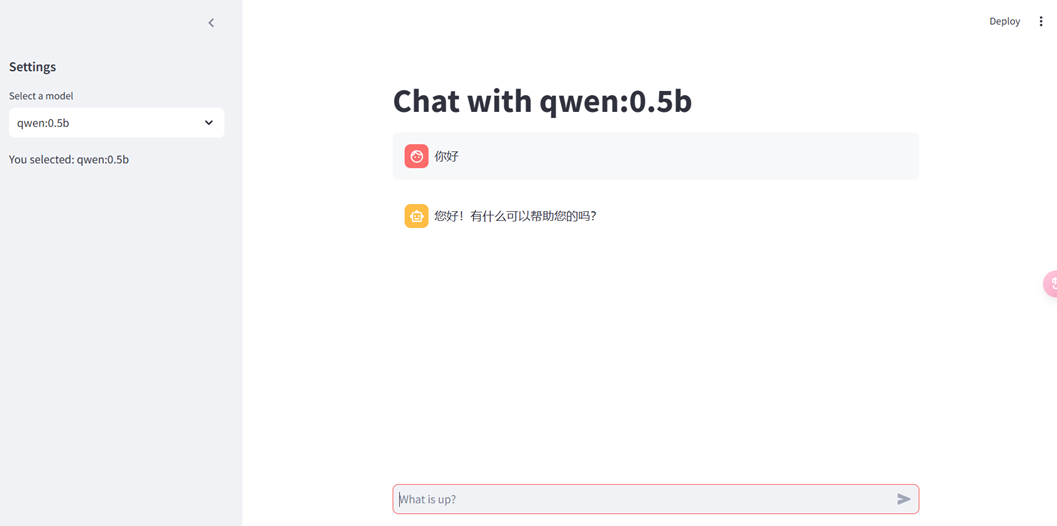 Deploy
Settings
Select a model
qwen:0.5b
You selected: qwen:0.5b
Chat with qwen:0.5b
你好
您好！有什么可以帮助您的吗？
What is up?